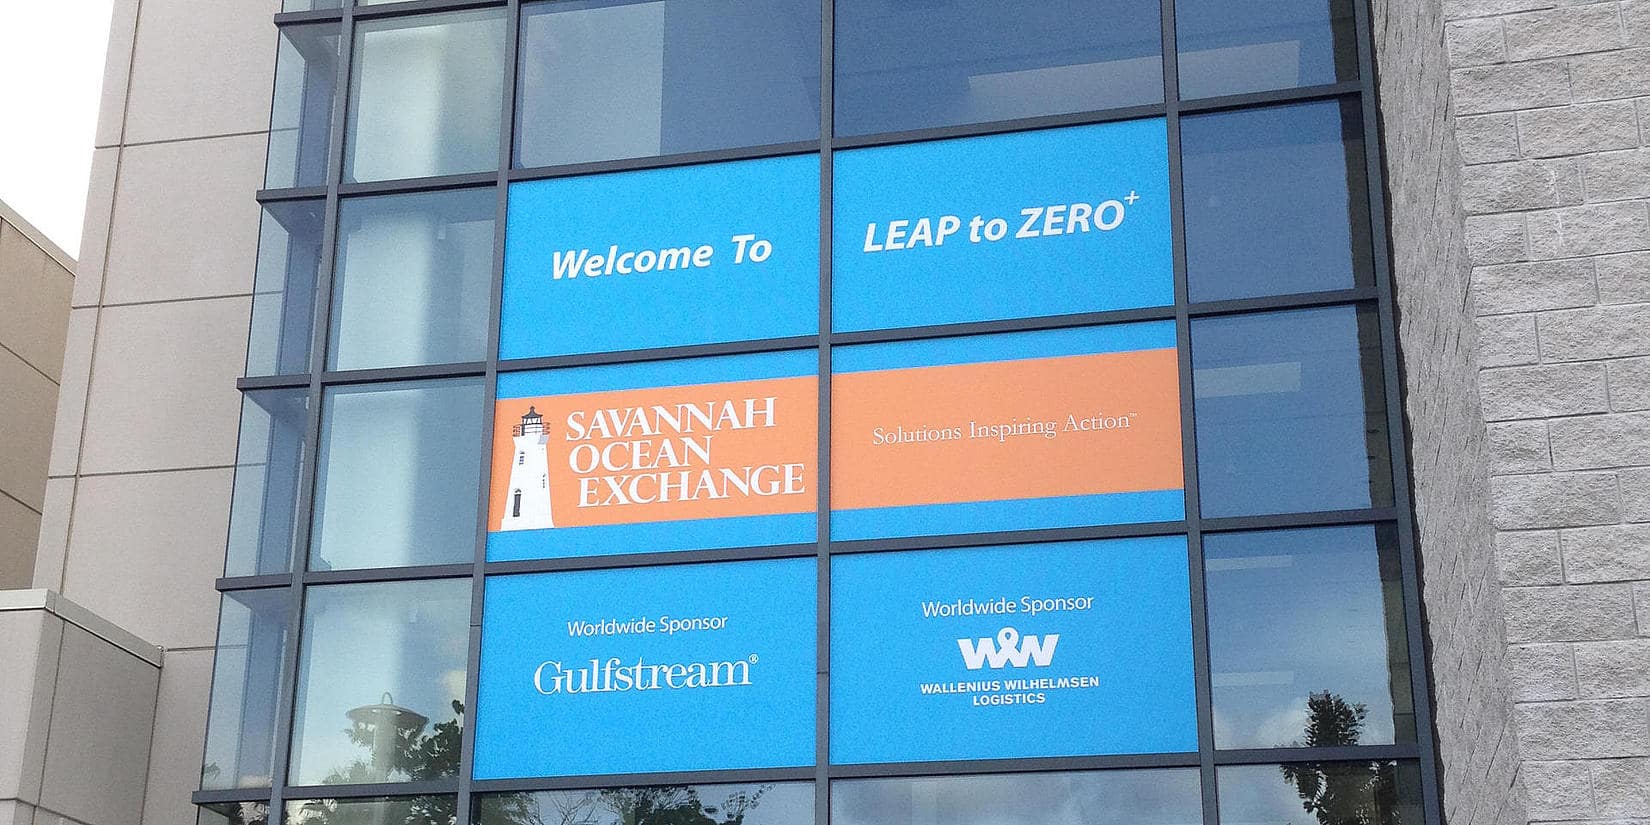 Welcome To
LEAP to ZERO+
SAVANNAH
OCEAN
EXCHANGE
Solutions Inspiring Action™
Worldwide Sponsor
Gulfstream®
Worldwide Sponsor
W&W
WALLENIUS WILHELMSEN
LOGISTICS